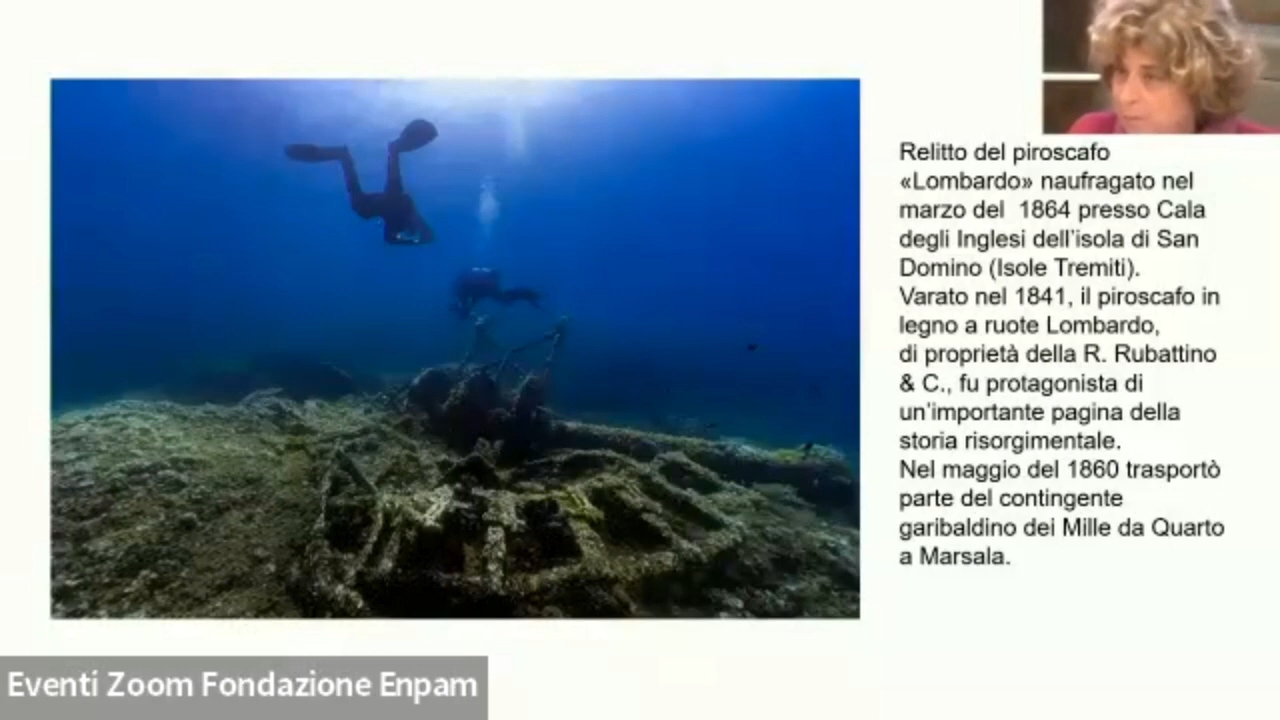 Relitto del piroscafo
«Lombardo» naufragato nel
marzo del 1864 presso Cala
degli Inglesi dell'isola di San
Domino (Isole Tremiti).
Varato nel 1841, il piroscafo in
legno a ruote Lombardo,
di proprietà della R. Rubattino
& C., fu protagonista di
un'importante pagina della
storia risorgimentale.
Nel maggio del 1860 trasportò
parte del contingente
garibaldino dei Mille da Quarto
a Marsala.
Eventi Zoom Fondazione Enpam